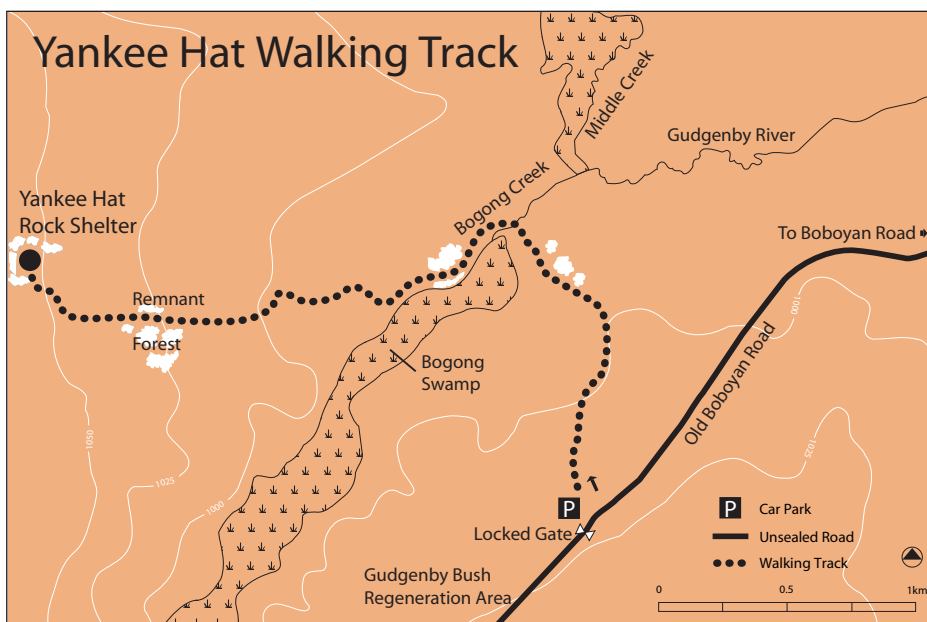 Yankee Hat Walking Track
Middle Creek
Gudgenby River
Bogong Creek
Yankee Hat
Rock Shelter
To Boboyan Road
Remnant
Forest
1000
Old Boboyan Road
Bogong
Swamp
1050
1025
1000
1025
P
P
Car Park
Locked Gate
Unsealed Road
Walking Track
Gudgenby Bush
Regeneration Area
0
0.5
1km